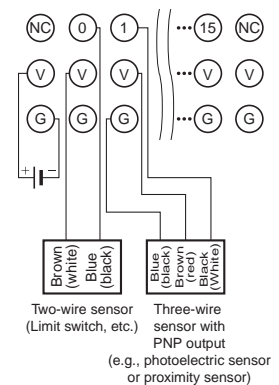 NC 0 1 ••• 15 NC
V V V ••• V V
G G G ••• G G
+ −
Brown
(white)
Blue
(black)
Blue
(black)
Brown
(red)
Black
(White)
Two-wire sensor
(Limit switch, etc.)
Three-wire
sensor with
PNP output
(e.g., photoelectric sensor
or proximity sensor)